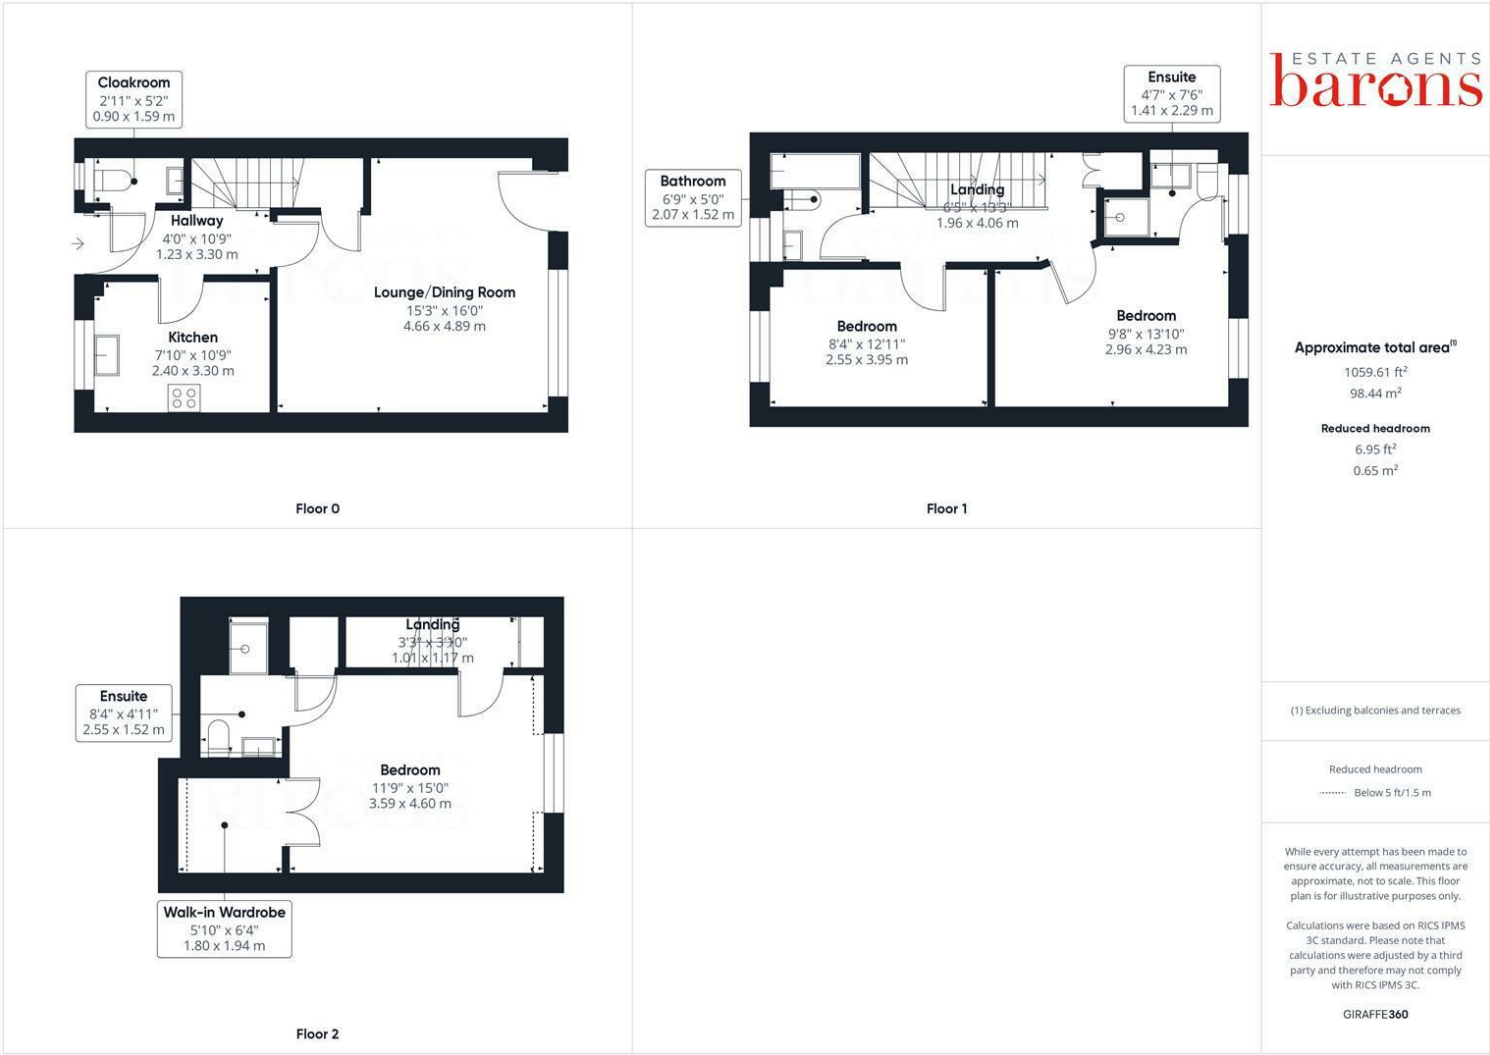 Cloakroom
2'11" x 5'2"
0.90 x 1.59 m
Hallway
4'0" x 10'9"
1.23 x 3.30 m
Lounge/Dining Room
15'3" x 16'0"
4.66 x 4.89 m
Kitchen
7'10" x 10'9"
2.40 x 3.30 m
Floor 0
Ensuite
4'7" x 7'6"
1.41 x 2.29 m
Bathroom
6'9" x 5'0"
2.07 x 1.52 m
Landing
6'5" x 13'3"
1.96 x 4.06 m
Bedroom
8'4" x 12'11"
2.55 x 3.95 m
Bedroom
9'8" x 13'10"
2.96 x 4.23 m
Floor 1
Landing
3'3" x 3'10"
1.01 x 1.17 m
Ensuite
8'4" x 4'11"
2.55 x 1.52 m
Bedroom
11'9" x 15'0"
3.59 x 4.60 m
Walk-in Wardrobe
5'10" x 6'4"
1.80 x 1.94 m
Floor 2
ESTATE AGENTS
barons
Approximate total area(1)
1059.61 ft²
98.44 m²
Reduced headroom
6.95 ft²
0.65 m²
(1) Excluding balconies and terraces
Reduced headroom
Below 5 ft/1.5 m
While every attempt has been made to
ensure accuracy, all measurements are
approximate, not to scale. This floor
plan is for illustrative purposes only.
Calculations were based on RICS IPMS
3C standard. Please note that
calculations were adjusted by a third
party and therefore may not comply
with RICS IPMS 3C.
GIRAFFE360